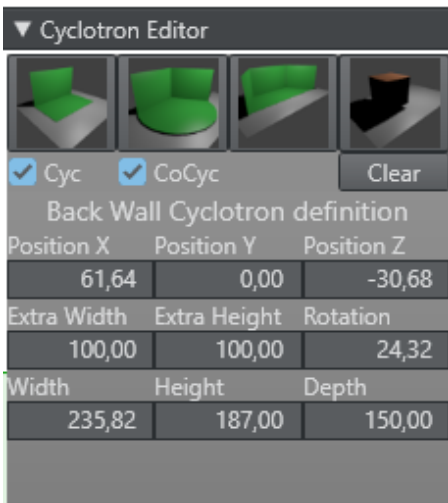 ▼ Cyclotron Editor
Cyc CoCyc Clear
Back Wall Cyclotron definition
Position X Position Y Position Z
61,64 0,00 -30,68
Extra Width Extra Height Rotation
100,00 100,00 24,32
Width Height Depth
235,82 187,00 150,00